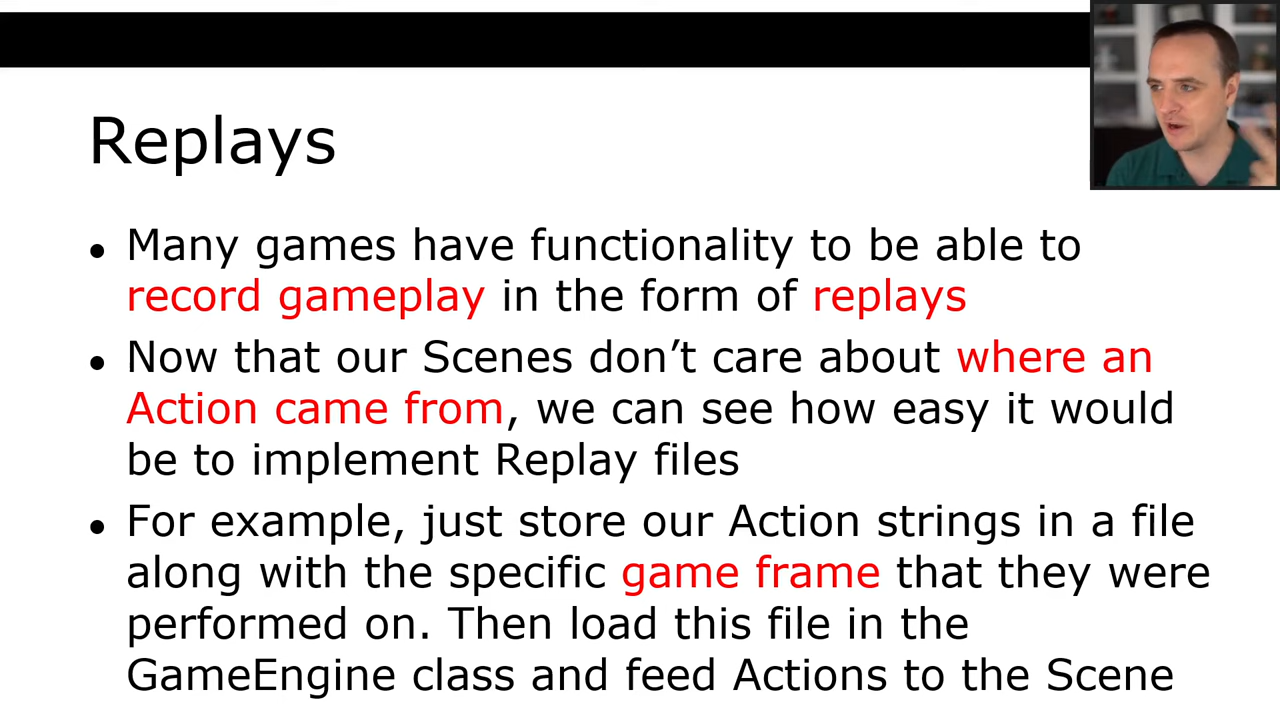 Replays
• Many games have functionality to be able to
record gameplay in the form of replays
• Now that our Scenes don’t care about where an
Action came from, we can see how easy it would
be to implement Replay files
• For example, just store our Action strings in a file
along with the specific game frame that they were
performed on. Then load this file in the
GameEngine class and feed Actions to the Scene